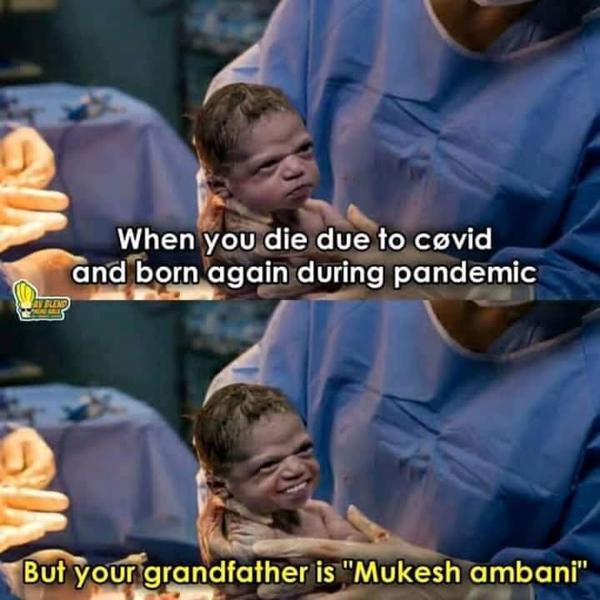 When you die due to cøvid
and born again during pandemic
But your grandfather is "Mukesh ambani"